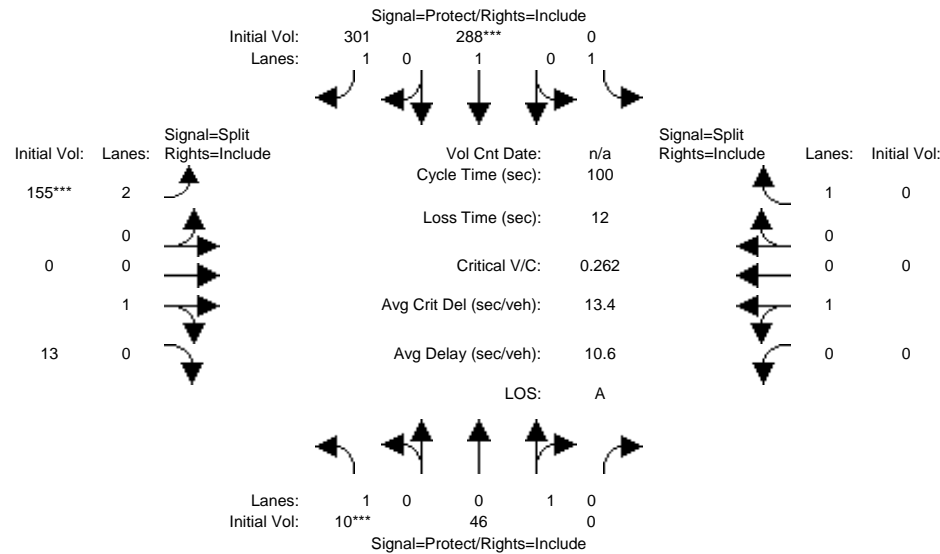 Signal=Protect/Rights=Include
Initial Vol: 301 288*** 0
Lanes: 1 0 1 0 1
Signal=Split
Rights=Include
Initial Vol: Lanes:
Vol Cnt Date: n/a
Signal=Split
Rights=Include
Lanes: Initial Vol:
Cycle Time (sec): 100
155*** 2
1 0
Loss Time (sec): 12
0
0
0 0
Critical V/C: 0.262
0 0
1
Avg Crit Del (sec/veh): 13.4
1
13 0
Avg Delay (sec/veh): 10.6
0 0
LOS: A
Lanes: 1 0 0 1 0
Initial Vol: 10*** 46 0
Signal=Protect/Rights=Include